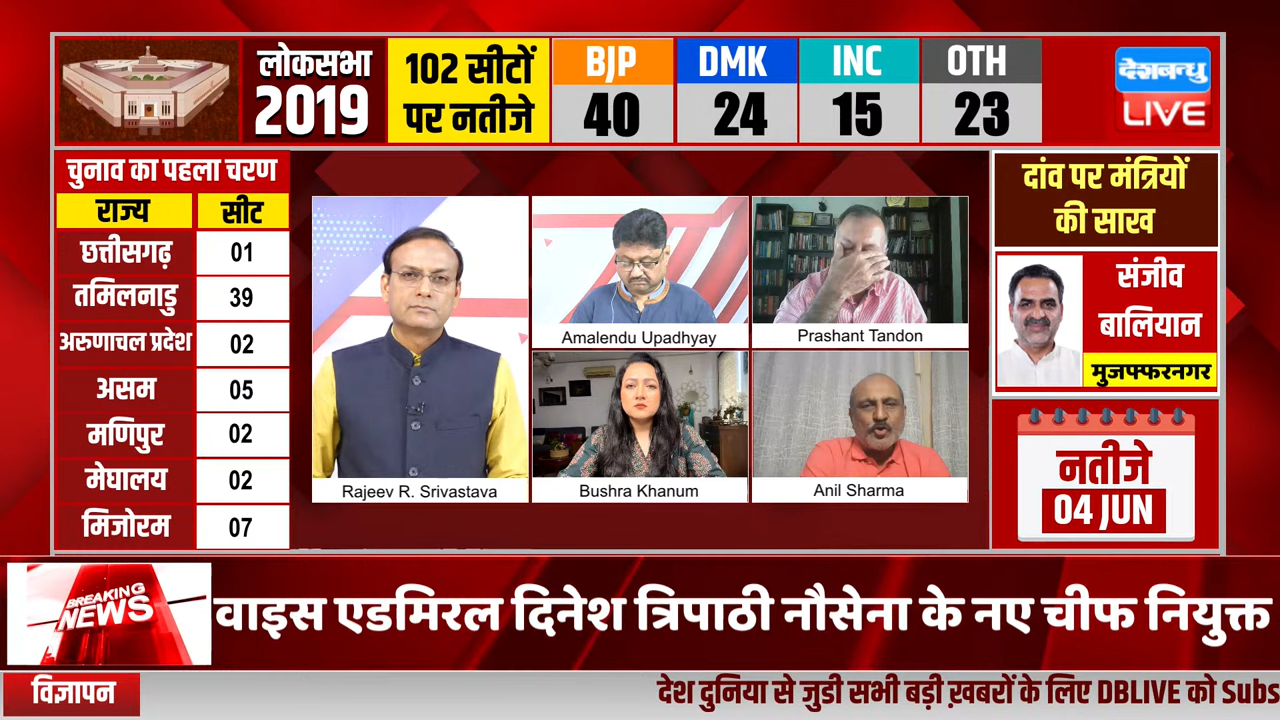 लोकसभा
2019
102 सीटों
पर नतीजे
BJP
40
DMK
24
INC
15
OTH
23
देशबन्धु
LIVE
चुनाव का पहला चरण
राज्य सीट
छत्तीसगढ़ 01
तमिलनाडु 39
अरुणाचल प्रदेश 02
असम 05
मणिपुर 02
मेघालय 02
मिजोरम 07
Rajeev R. Srivastava
Amalendu Upadhyay
Prashant Tandon
Bushra Khanum
Anil Sharma
दांव पर मंत्रियों
की साख
संजीव
बालियान
मुजफ्फरनगर
नतीजे
04 JUN
BREAKING
NEWS
वाइस एडमिरल दिनेश त्रिपाठी नौसेना के नए चीफ नियुक्त
विज्ञापन
देश दुनिया से जुडी सभी बड़ी ख़बरों के लिए DBLIVE को Subs